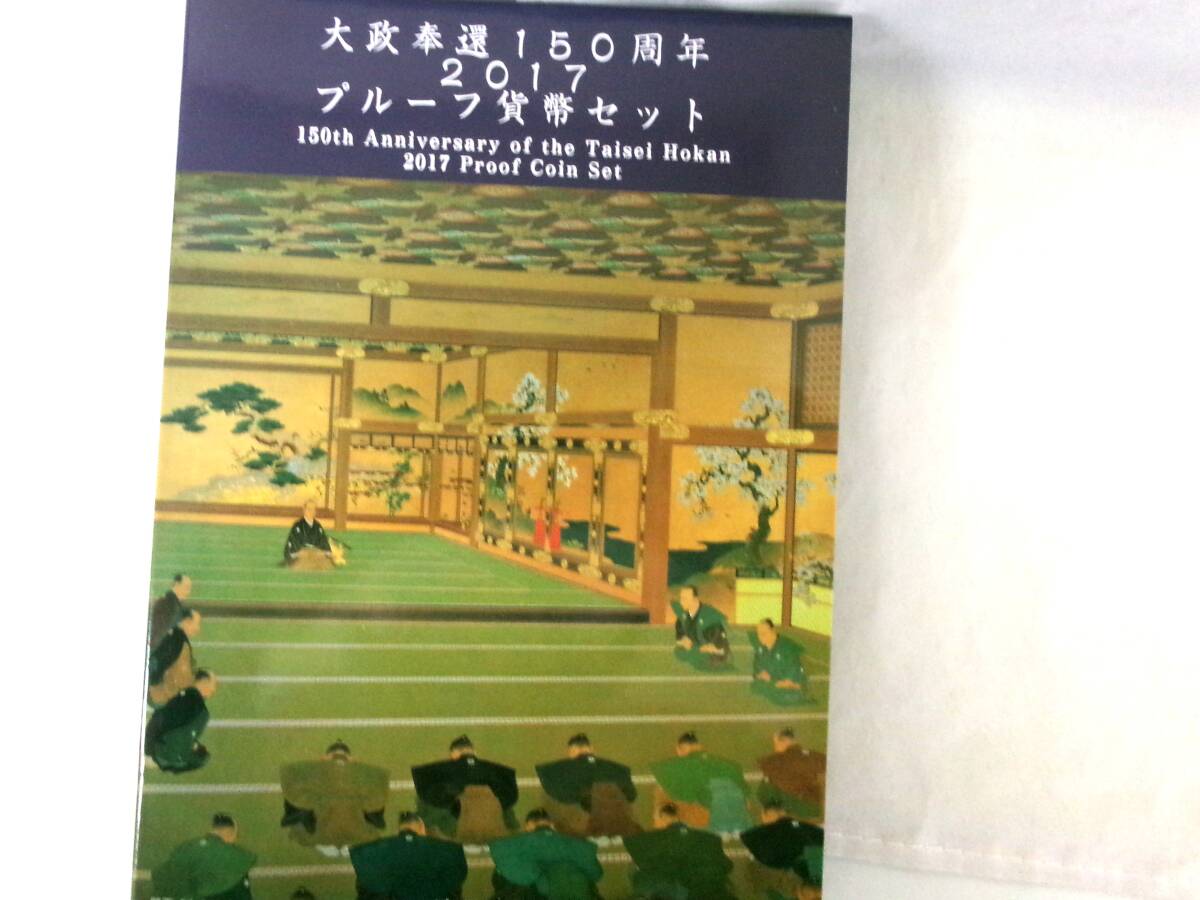 大政奉還150周年
2017
プルーフ貨幣セット
150th Anniversary of the Taisei Hokan
2017 Proof Coin Set